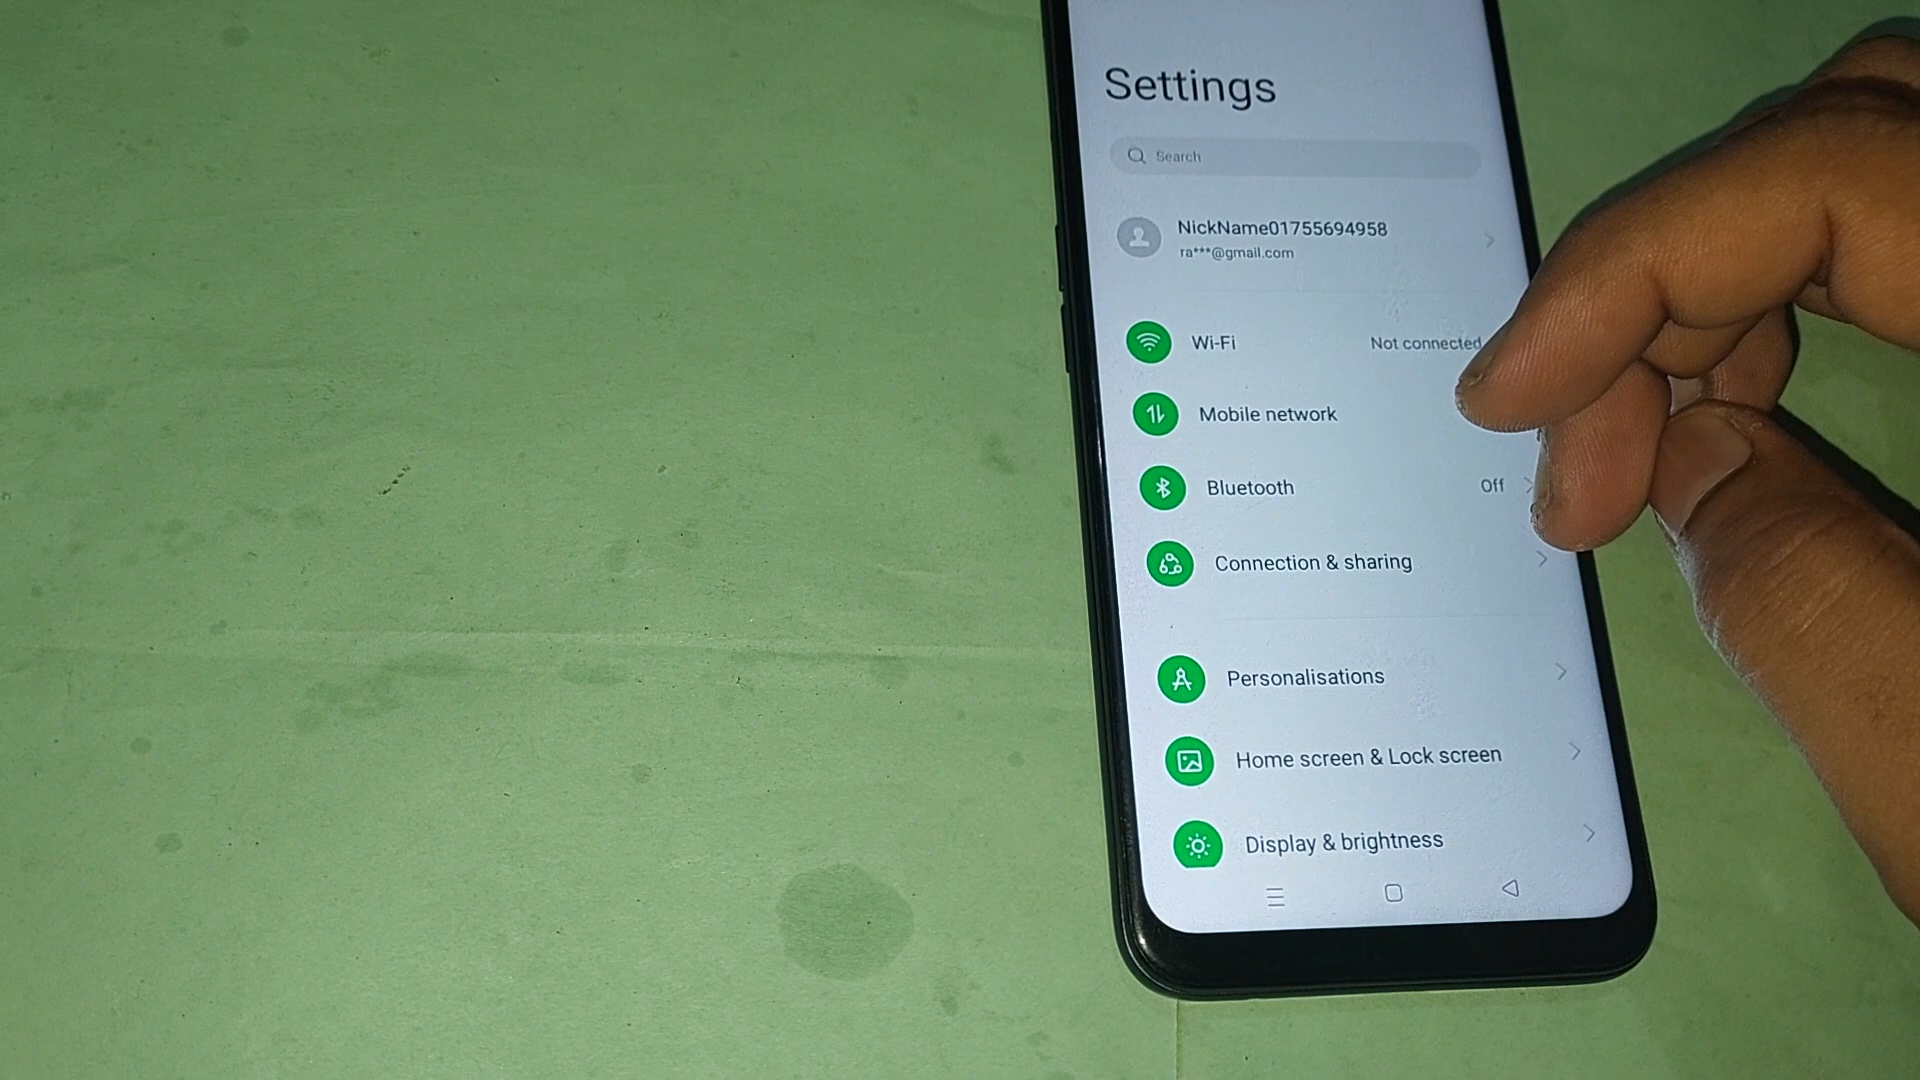 Settings
Search
NickName01755694958
ra***@gmail.com
Wi-Fi Not connected
Mobile network
Bluetooth Off
Connection & sharing
Personalisations
Home screen & Lock screen
Display & brightness